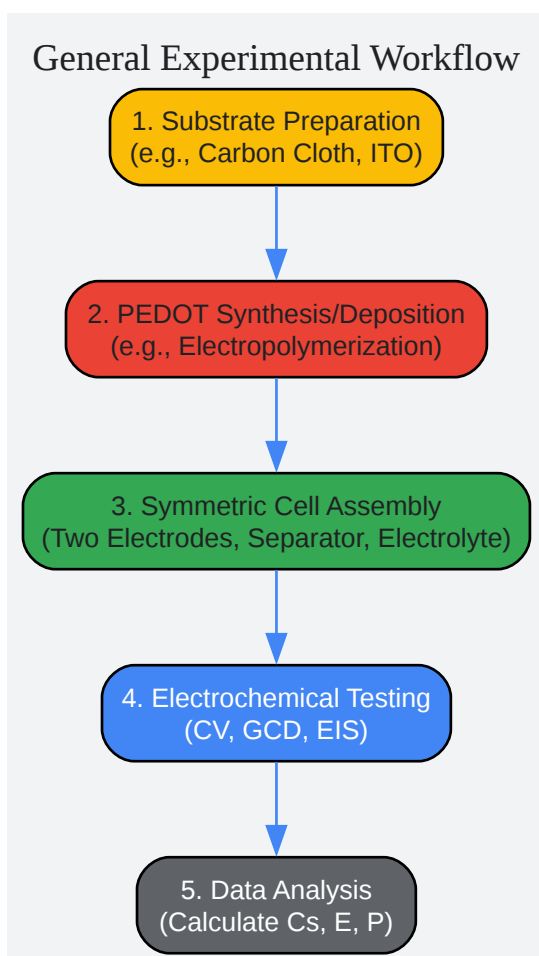 General Experimental Workflow
1. Substrate Preparation
(e.g., Carbon Cloth, ITO)
2. PEDOT Synthesis/Deposition
(e.g., Electropolymerization)
3. Symmetric Cell Assembly
(Two Electrodes, Separator, Electrolyte)
4. Electrochemical Testing
(CV, GCD, EIS)
5. Data Analysis
(Calculate Cs, E, P)